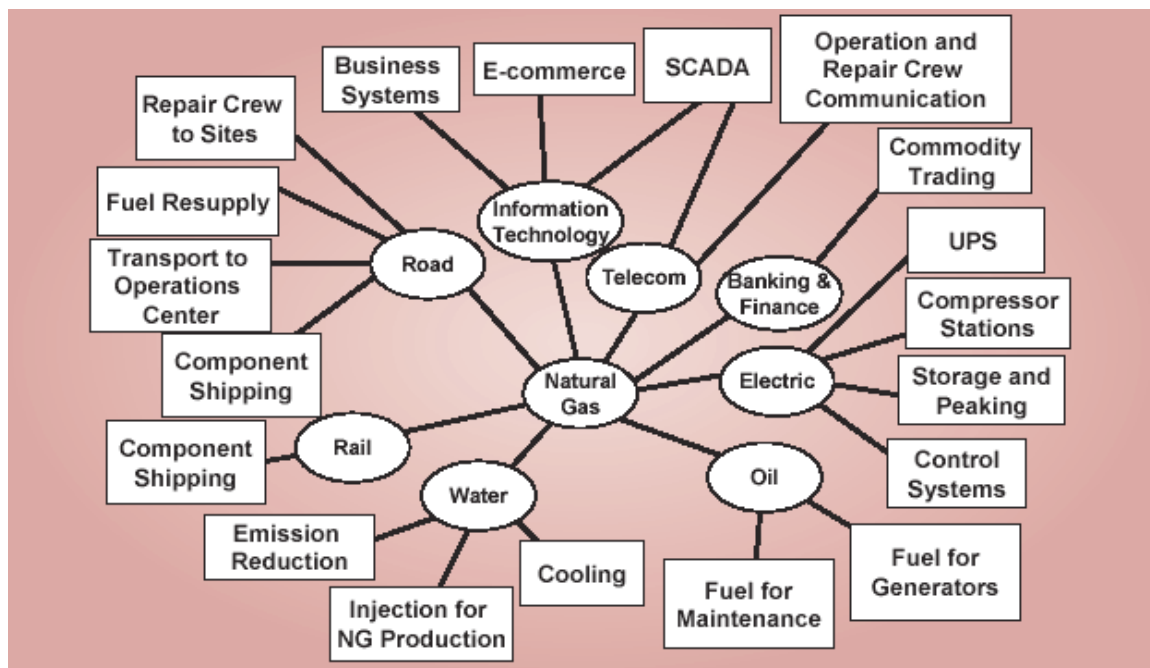 Business
Systems
E-commerce
SCADA
Operation and
Repair Crew
Communication
Repair Crew
to Sites
Commodity
Trading
Fuel Resupply
Information
Technology
UPS
Transport to
Operations
Center
Road
Telecom
Banking &
Finance
Compressor
Stations
Component
Shipping
Natural
Gas
Electric
Storage and
Peaking
Component
Shipping
Rail
Water
Oil
Control
Systems
Emission
Reduction
Cooling
Fuel for
Generators
Injection for
NG Production
Fuel for
Maintenance